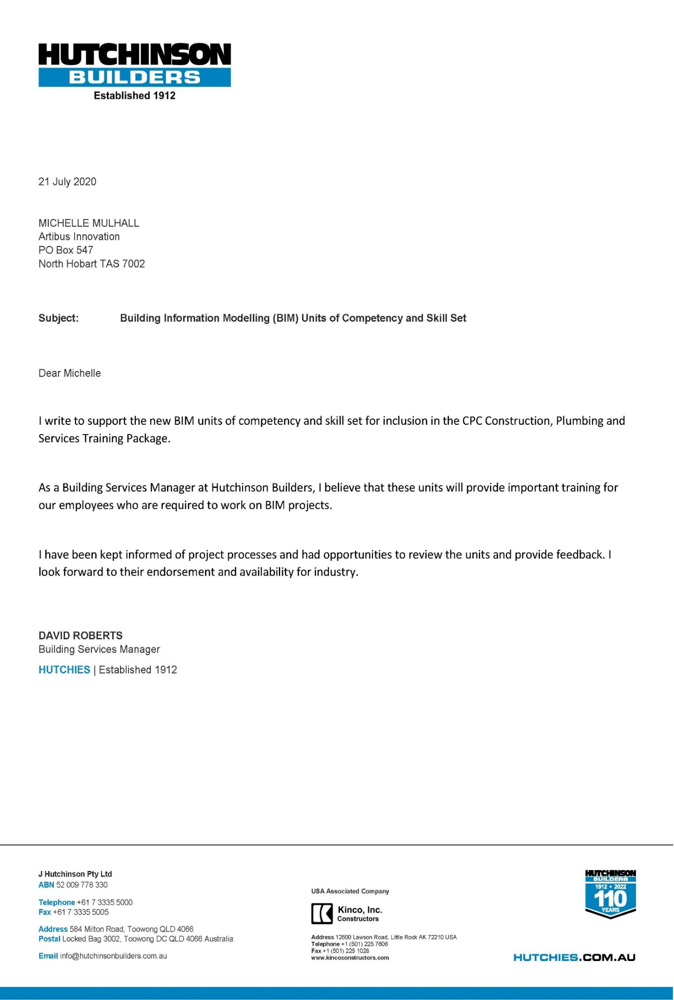 HUTCHINSON
BUILDERS
Established 1912
21 July 2020
MICHELLE MULHALL
Artibus Innovation
PO Box 547
North Hobart TAS 7002
Subject: Building Information Modelling (BIM) Units of Competency and Skill Set
Dear Michelle
I write to support the new BIM units of competency and skill set for inclusion in the CPC Construction, Plumbing and
Services Training Package.
As a Building Services Manager at Hutchinson Builders, I believe that these units will provide important training for
our employees who are required to work on BIM projects.
I have been kept informed of project processes and had opportunities to review the units and provide feedback. I
look forward to their endorsement and availability for industry.
DAVID ROBERTS
Building Services Manager
HUTCHIES | Established 1912
J Hutchinson Pty Ltd
ABN 52 009 778 330
Telephone +61 7 3335 5000
Fax +61 7 3335 5005
Address 584 Milton Road, Toowong QLD 4066
Postal Locked Bag 3002, Toowong DC QLD 4066 Australia
Email info@hutchinsonbuilders.com.au
USA Associated Company
Kinco, Inc.
Constructors
Address 12600 Lawson Road, Little Rock AK 72210 USA
Telephone +1 (501) 225 7606
Fax +1 (501) 225 1028
www.kincoconstructors.com
HUTCHINSON
BUILDERS
1912 • 2022
110
YEARS
HUTCHIES.COM.AU